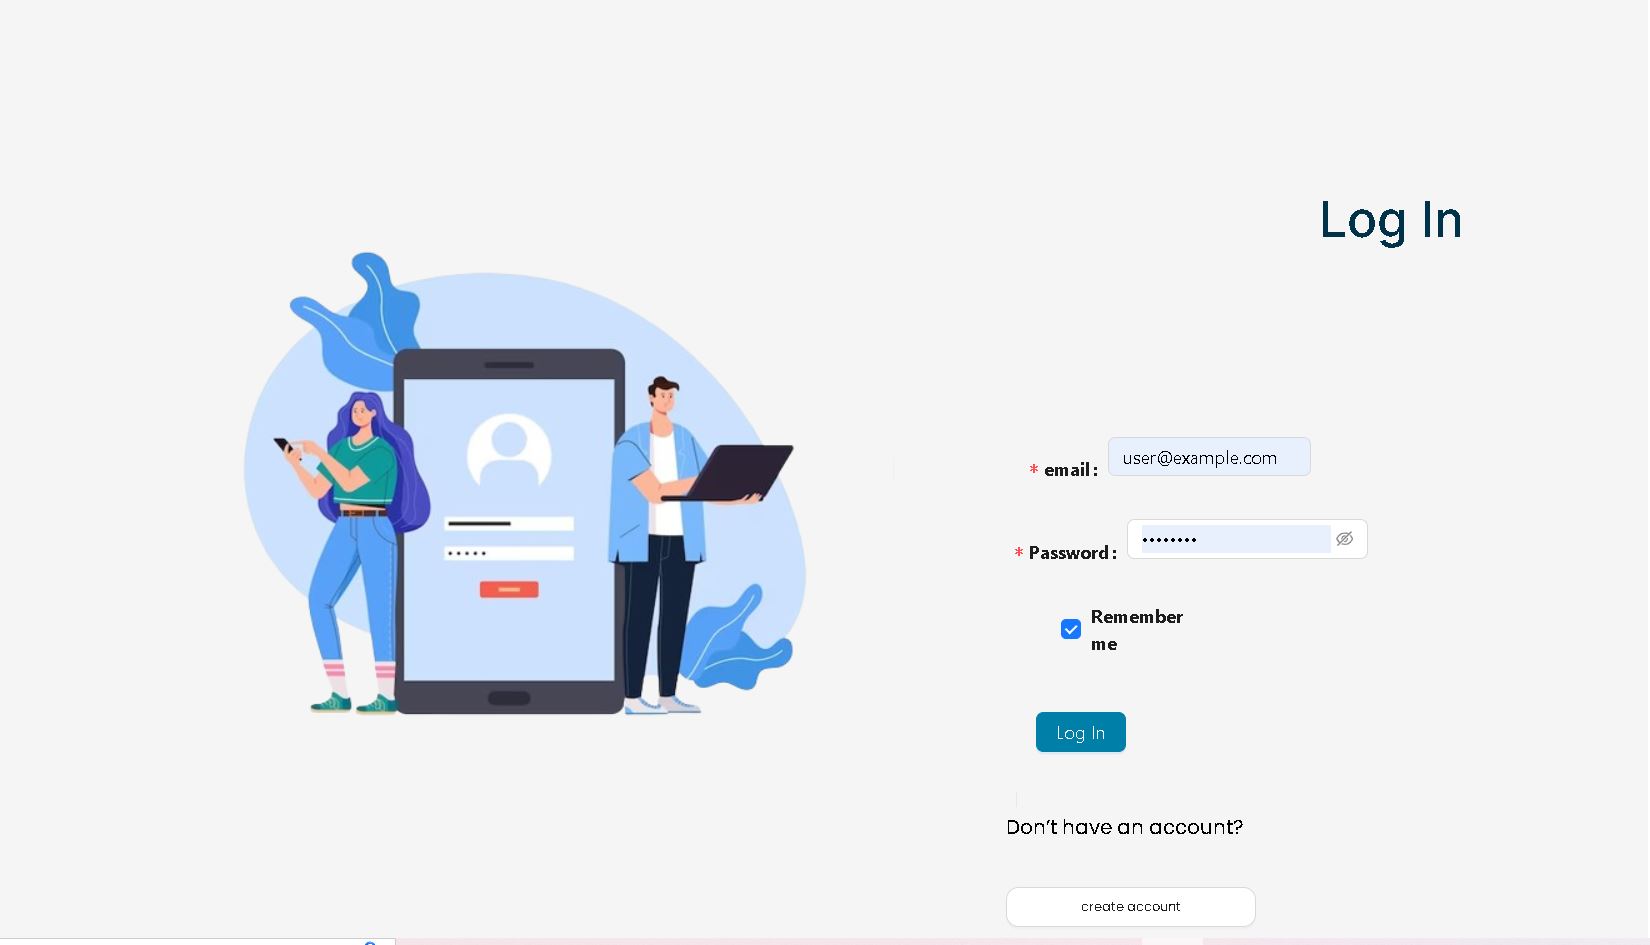 Log In
* email :
user@example.com
* Password :
••••••••
Remember
me
Log In
Don't have an account?
create account